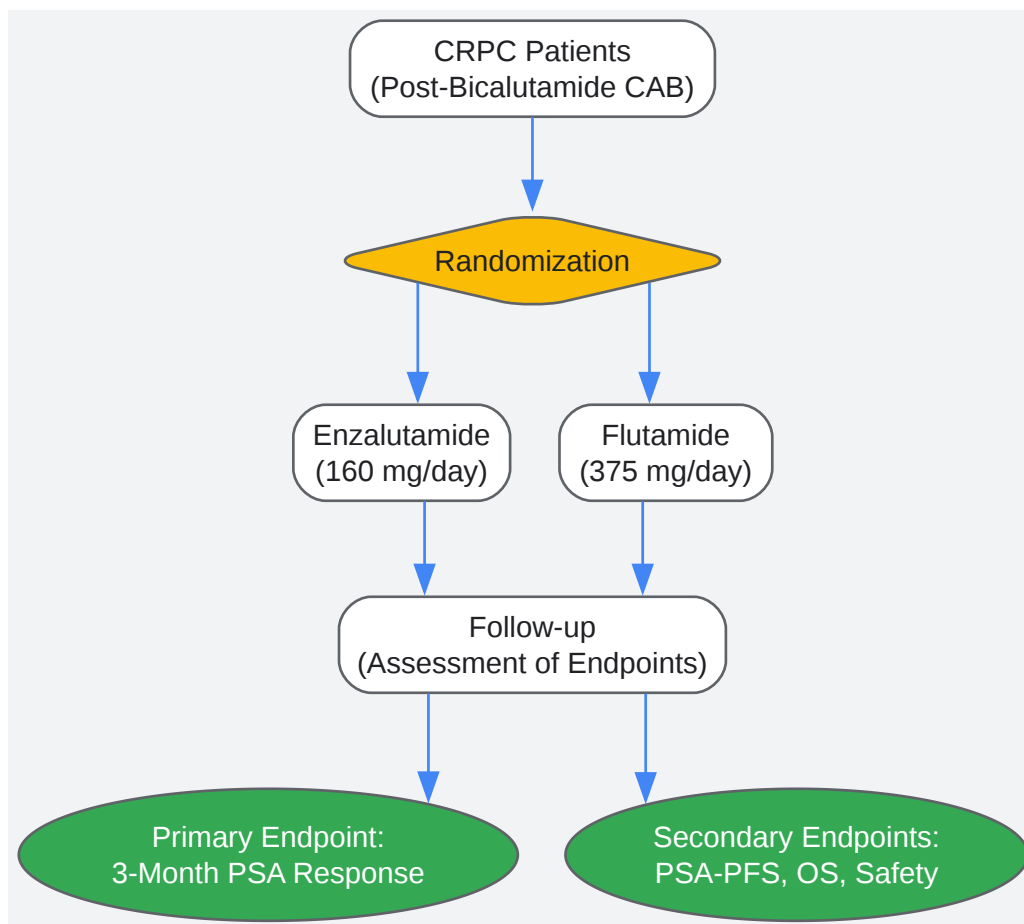 CRPC Patients
(Post-Bicalutamide CAB)
Randomization
Enzalutamide
(160 mg/day)
Flutamide
(375 mg/day)
Follow-up
(Assessment of Endpoints)
Primary Endpoint:
3-Month PSA Response
Secondary Endpoints:
PSA-PFS, OS, Safety